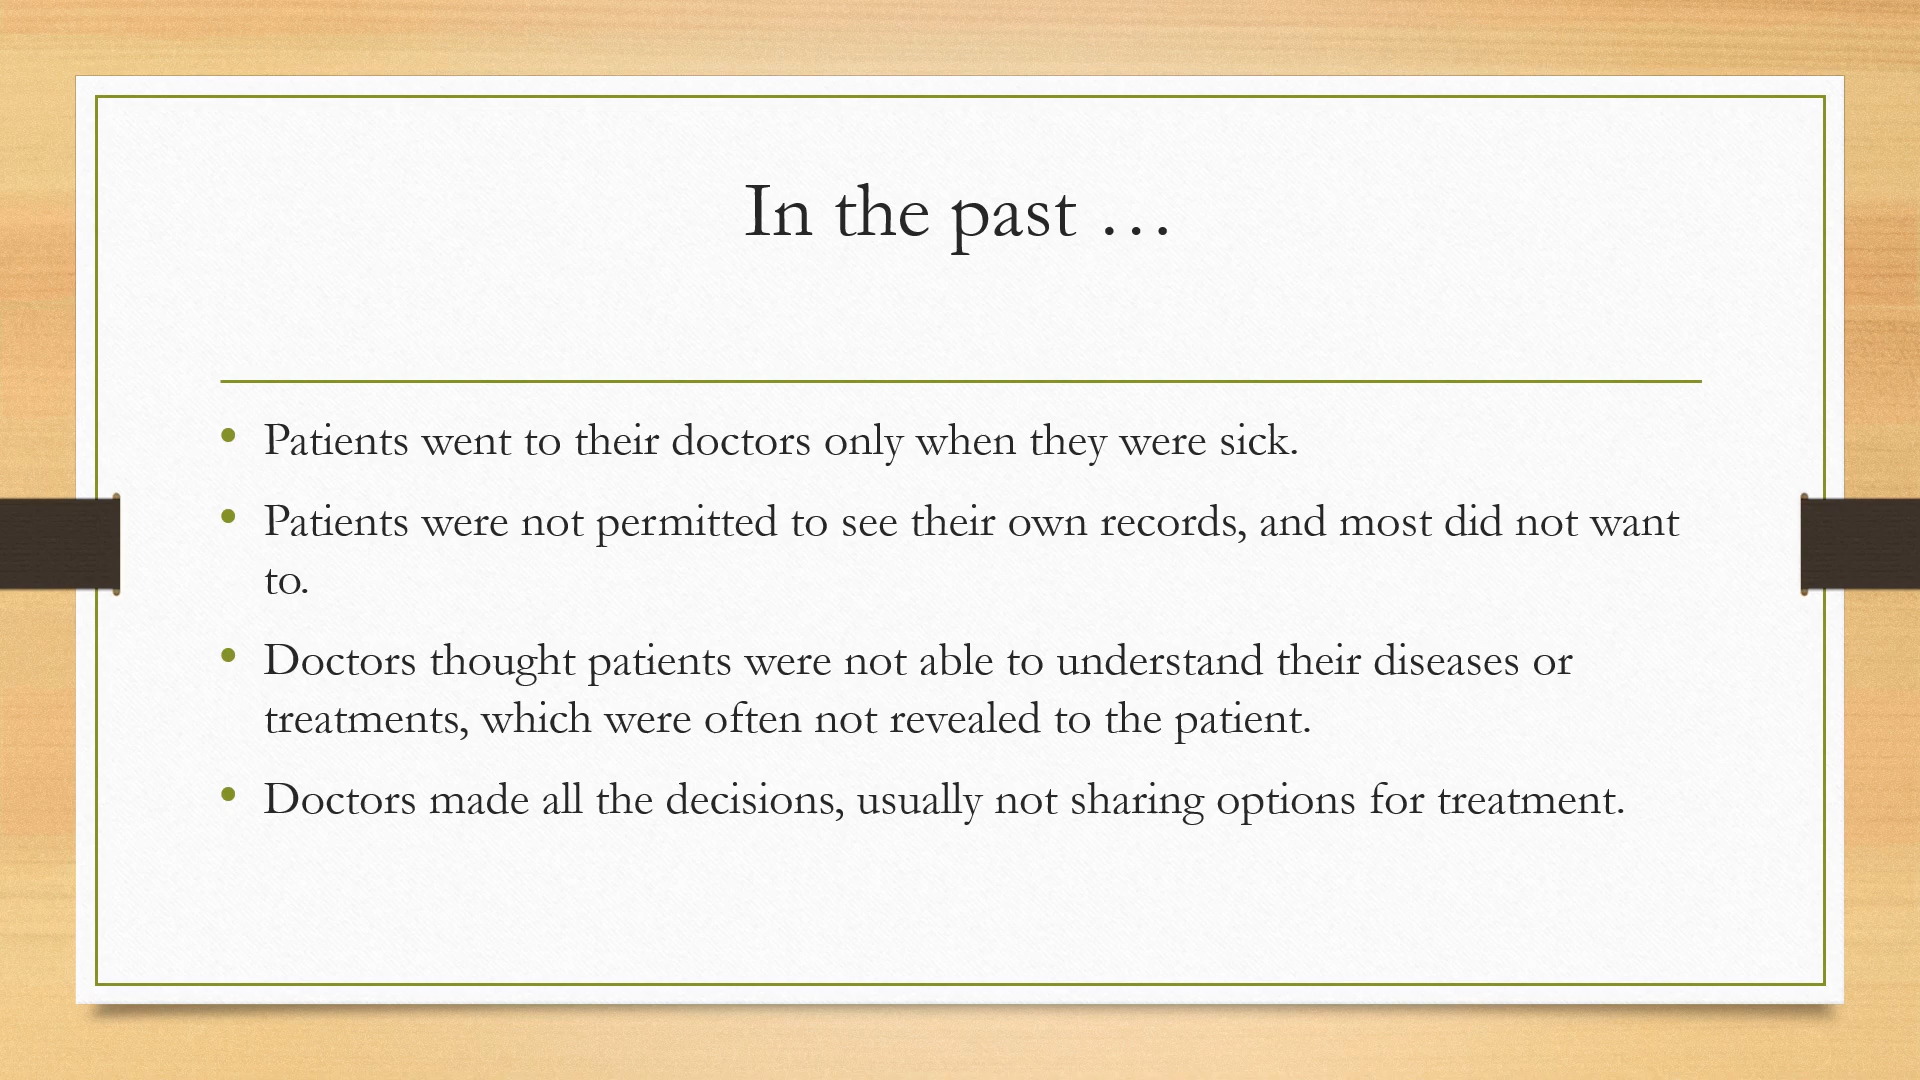 In the past …
• Patients went to their doctors only when they were sick.
• Patients were not permitted to see their own records, and most did not want
to.
• Doctors thought patients were not able to understand their diseases or
treatments, which were often not revealed to the patient.
• Doctors made all the decisions, usually not sharing options for treatment.